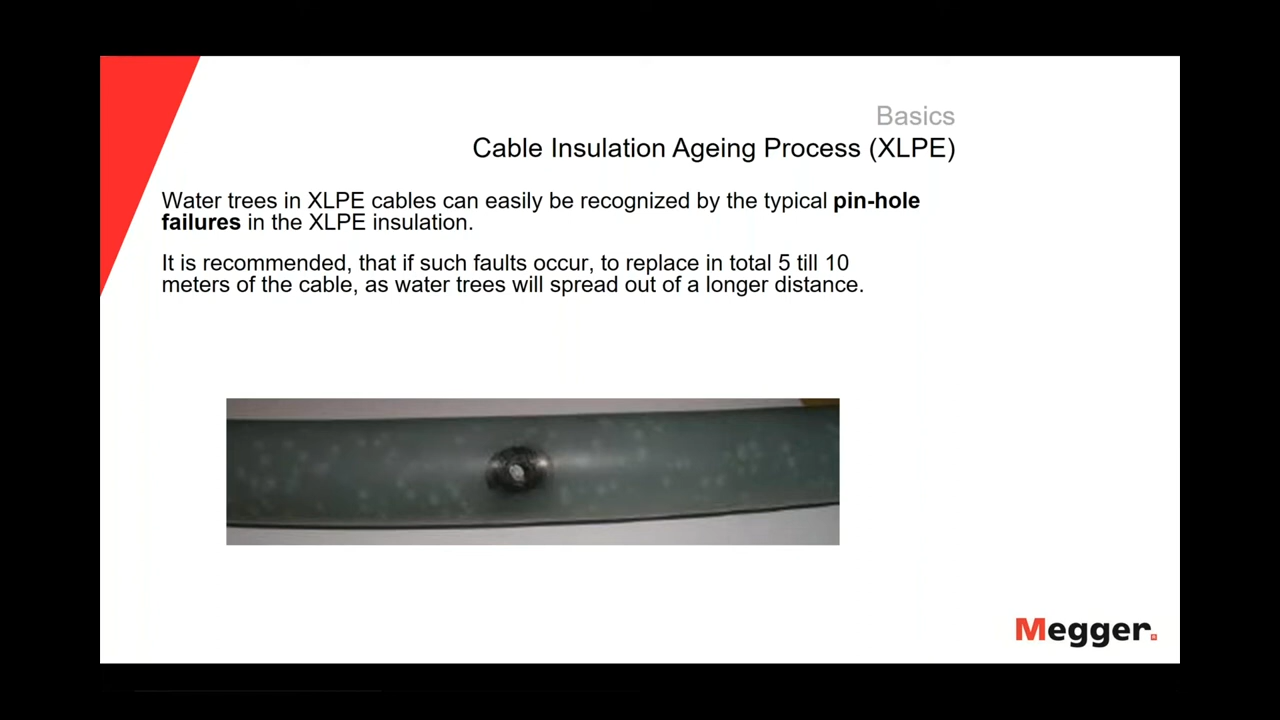 Basics
Cable Insulation Ageing Process (XLPE)
Water trees in XLPE cables can easily be recognized by the typical pin-hole
failures in the XLPE insulation.
It is recommended, that if such faults occur, to replace in total 5 till 10
meters of the cable, as water trees will spread out of a longer distance.
Megger.